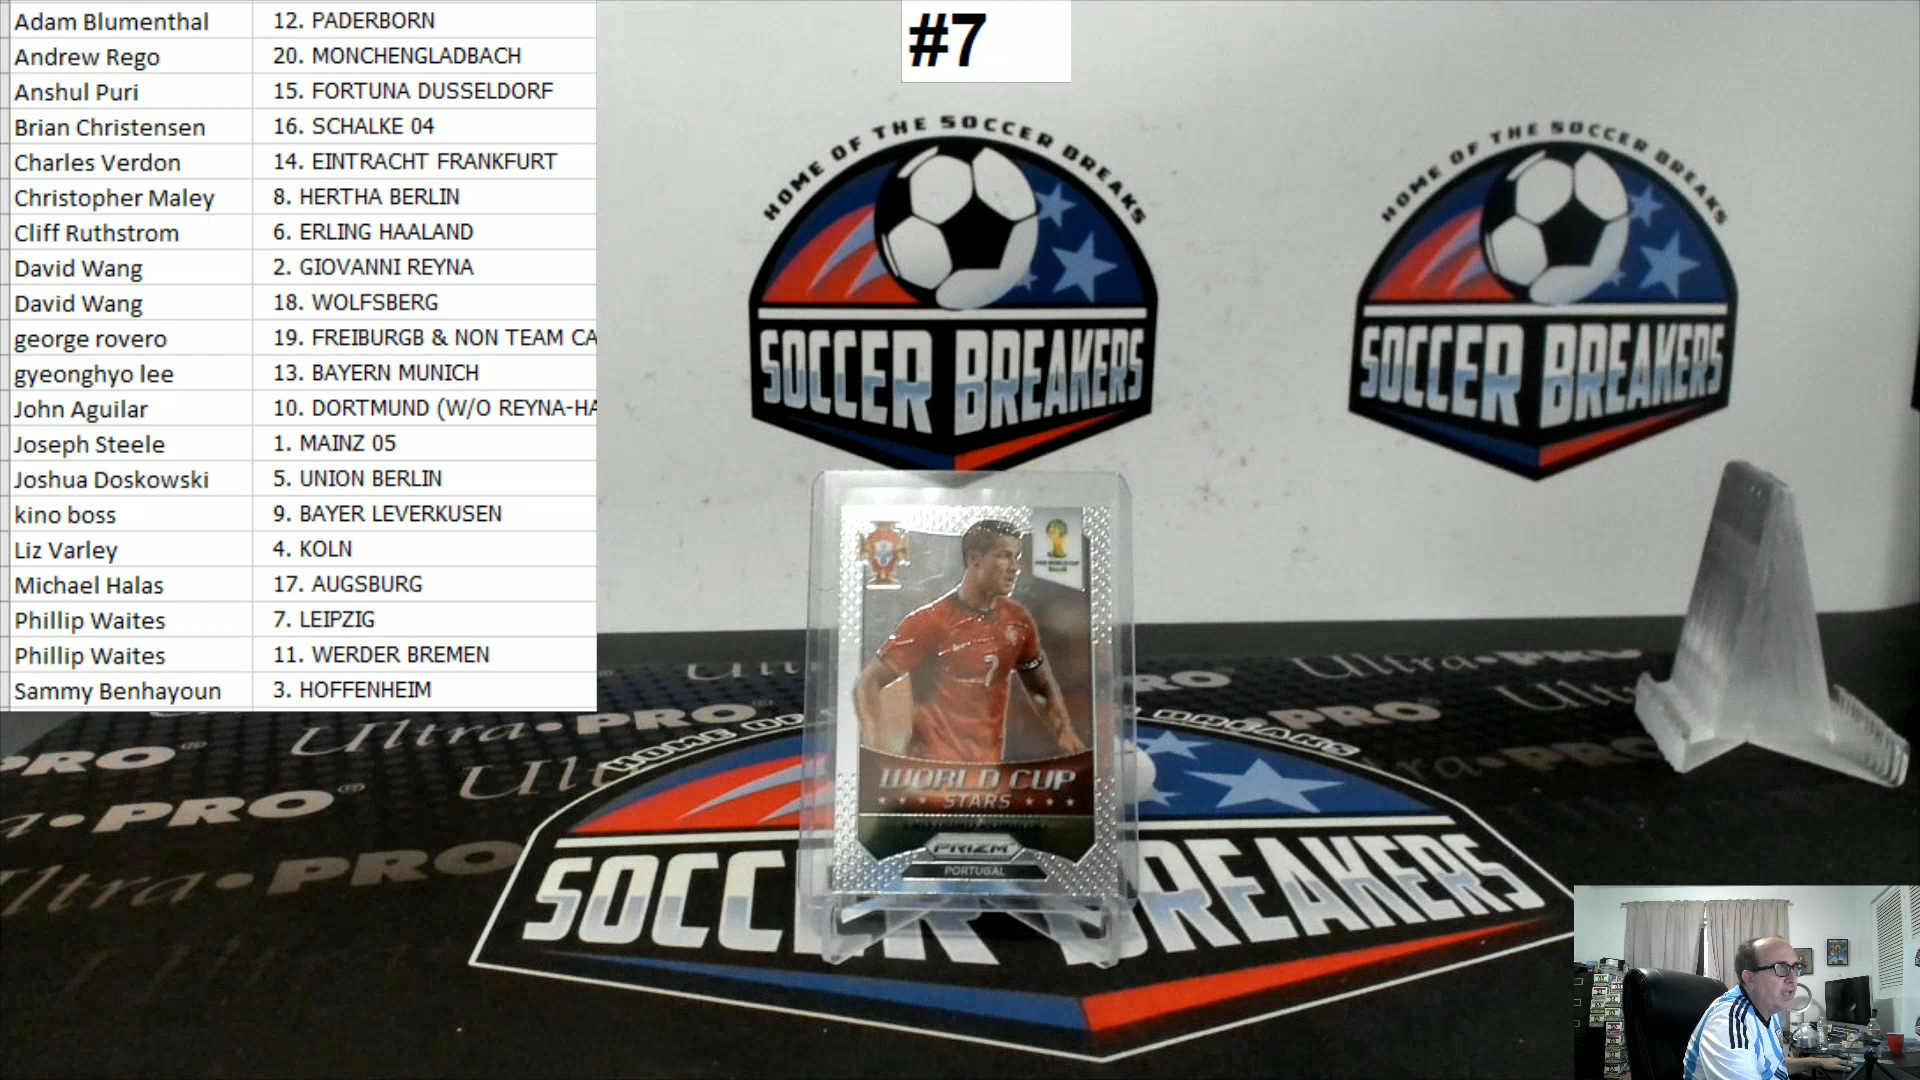 Adam Blumenthal 12. PADERBORN
Andrew Rego 20. MONCHENGLADBACH
Anshul Puri 15. FORTUNA DUSSELDORF
Brian Christensen 16. SCHALKE 04
Charles Verdon 14. EINTRACHT FRANKFURT
Christopher Maley 8. HERTHA BERLIN
Cliff Ruthstrom 6. ERLING HAALAND
David Wang 2. GIOVANNI REYNA
David Wang 18. WOLFSBERG
george rovero 19. FREIBURGB & NON TEAM CA
gyeonghyo lee 13. BAYERN MUNICH
John Aguilar 10. DORTMUND (W/O REYNA-HA
Joseph Steele 1. MAINZ 05
Joshua Doskowski 5. UNION BERLIN
kino boss 9. BAYER LEVERKUSEN
Liz Varley 4. KOLN
Michael Halas 17. AUGSBURG
Phillip Waites 7. LEIPZIG
Phillip Waites 11. WERDER BREMEN
Sammy Benhayoun 3. HOFFENHEIM
#7
HOME OF THE SOCCER BREAKS
SOCCER BREAKERS
HOME OF THE SOCCER BREAKS
SOCCER BREAKERS
7
WORLD CUP
STARS
PRIZM
PORTUGAL
Ultra PRO
Ultra PRO
Ultra PRO
SOCC BREAKERS